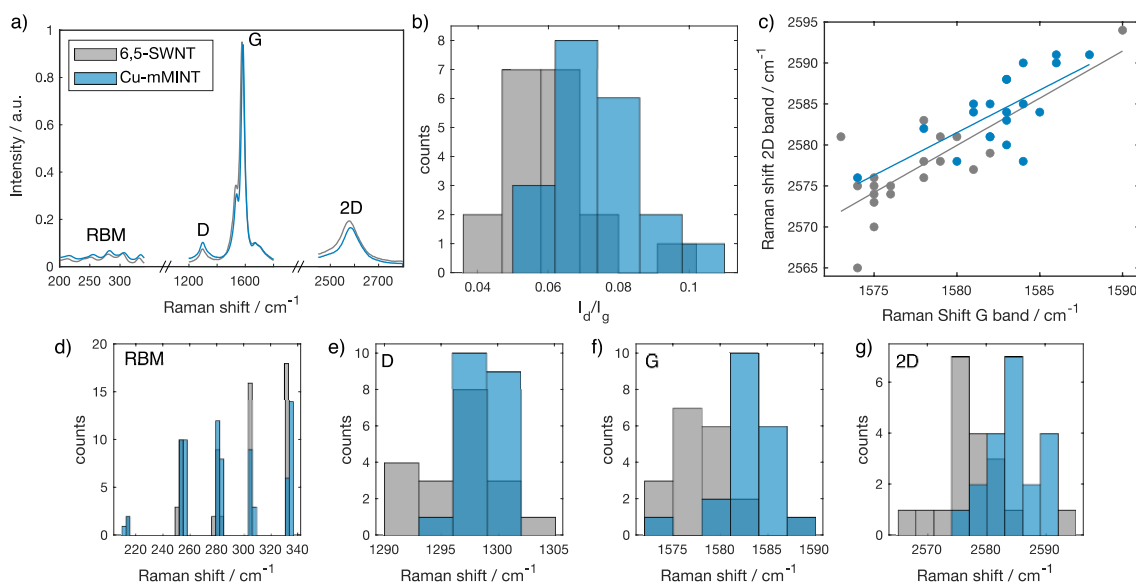 a)
1
0.8
0.6
0.4
0.2
0
Intensity / a.u.
6,5-SWNT
Cu-mMINT
G
RBM
D
2D
200 300 1200 1600 2500 2700
Raman shift / cm-1
b)
8
7
6
5
4
3
2
1
0
counts
0.04 0.06 0.08 0.1
Id/Ig
c)
2595
2590
2585
2580
2575
2570
2565
Raman shift 2D band / cm-1
1575 1580 1585 1590
Raman Shift G band / cm-1
d)
RBM
20
15
10
5
0
counts
220 240 260 280 300 320 340
Raman shift / cm-1
e)
D
10
8
6
4
2
0
counts
1290 1295 1300 1305
Raman shift / cm-1
f)
G
10
8
6
4
2
0
counts
1575 1580 1585 1590
Raman shift / cm-1
g)
2D
6
4
2
0
counts
2570 2580 2590
Raman shift / cm-1